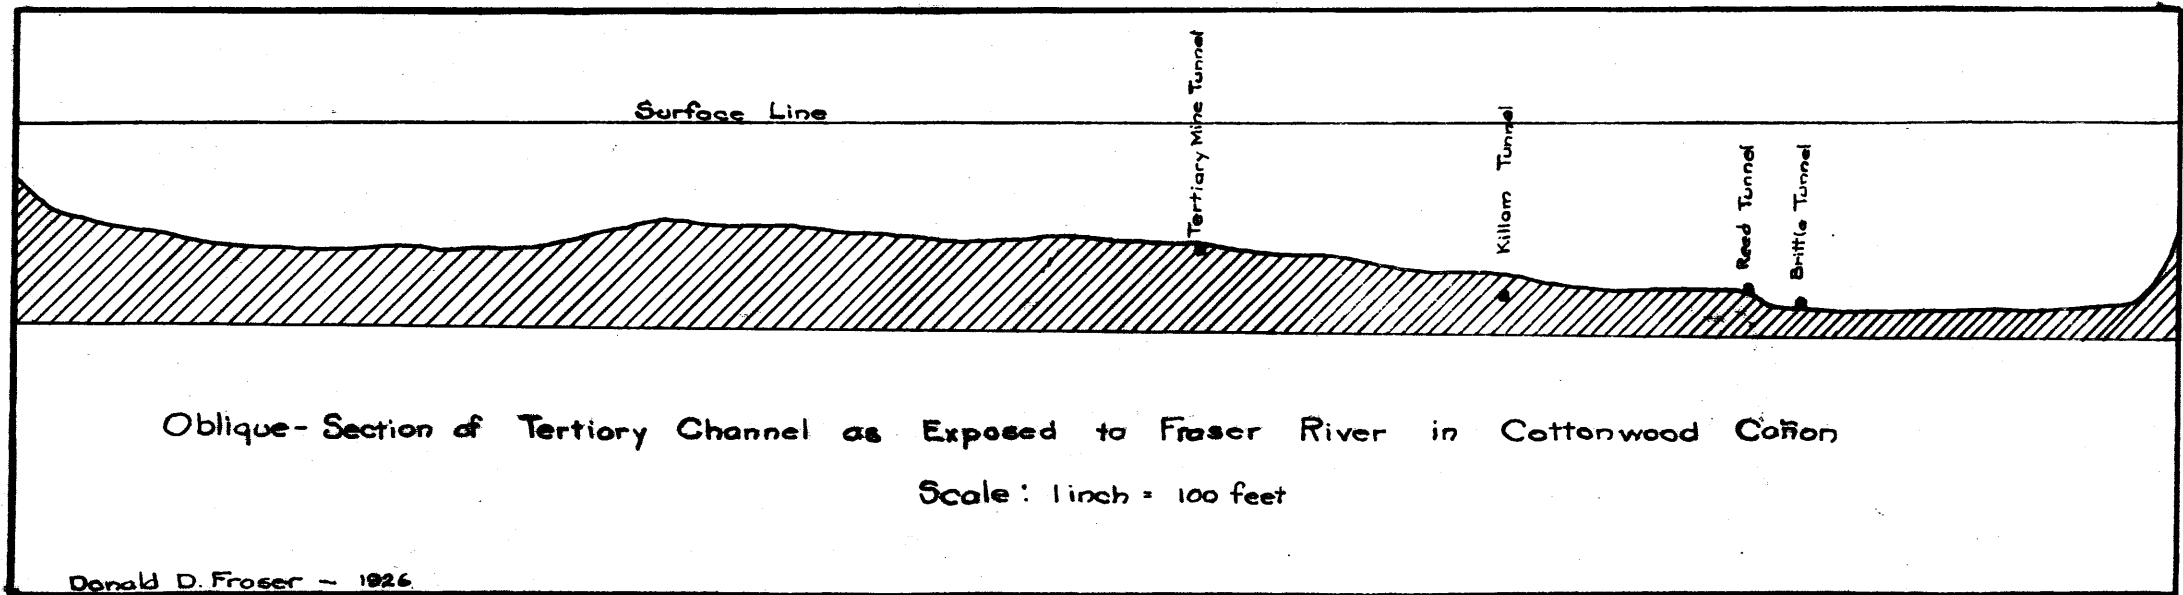 Surface Line
Tertiary Mine Tunnel
Killam Tunnel
Reed Tunnel
Brittle Tunnel
Oblique-Section of Tertiary Channel as Exposed to Fraser River in Cottonwood Cañon
Scale: 1 inch = 100 feet
Donald D. Fraser - 1926